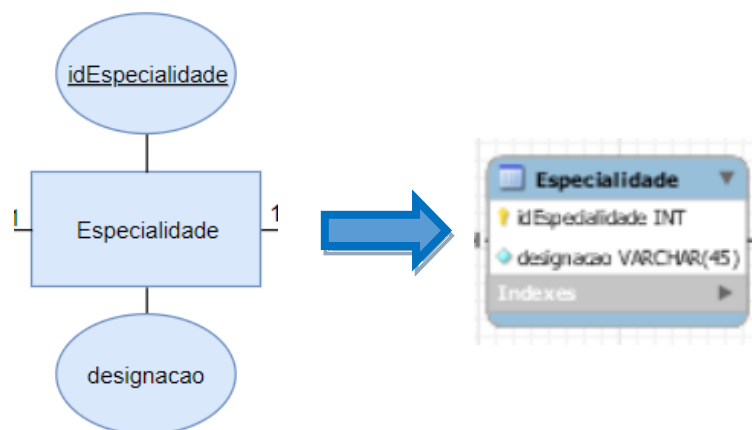 idEspecialidade
1
Especialidade
1
designacao
Especialidade
idEspecialidade INT
designacao VARCHAR(45)
Indexes